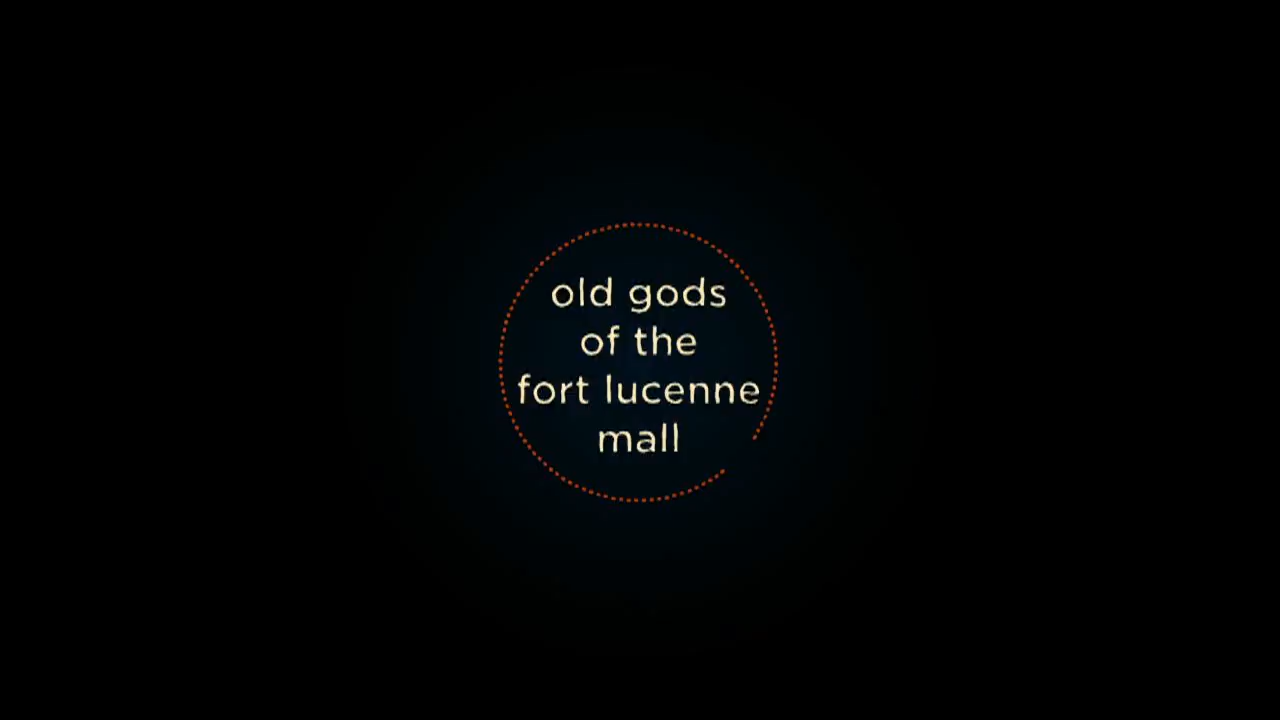 old gods
of the
fort lucenne
mall